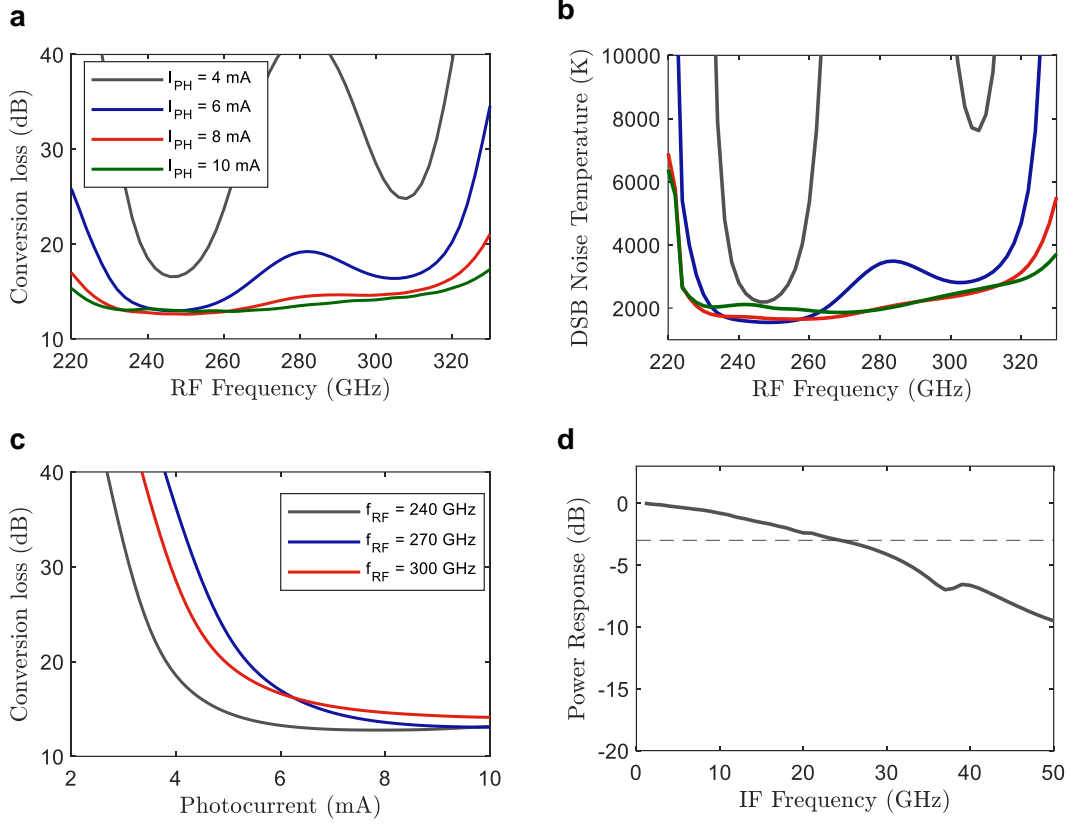 a
40
30
20
10
Conversion loss (dB)
I_PH = 4 mA
I_PH = 6 mA
I_PH = 8 mA
I_PH = 10 mA
220 240 260 280 300 320
RF Frequency (GHz)
b
10000
8000
6000
4000
2000
DSB Noise Temperature (K)
220 240 260 280 300 320
RF Frequency (GHz)
c
40
30
20
10
Conversion loss (dB)
f_RF = 240 GHz
f_RF = 270 GHz
f_RF = 300 GHz
2 4 6 8 10
Photocurrent (mA)
d
0
-5
-10
-15
-20
Power Response (dB)
0 10 20 30 40 50
IF Frequency (GHz)